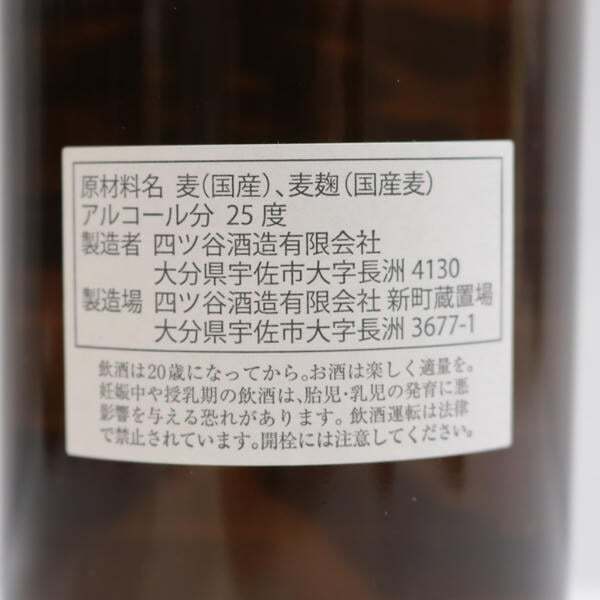 原材料名 麦(国産)、麦麹(国産麦)
アルコール分 25 度
製造者 四ツ谷酒造有限会社
大分県宇佐市大字長洲 4130
製造場 四ツ谷酒造有限会社 新町蔵置場
大分県宇佐市大字長洲 3677-1
飲酒は20歳になってから。お酒は楽しく適量を。
妊娠中や授乳期の飲酒は、胎児・乳児の発育に悪
影響を与える恐れがあります。飲酒運転は法律
で禁止されています。開栓には注意してください。